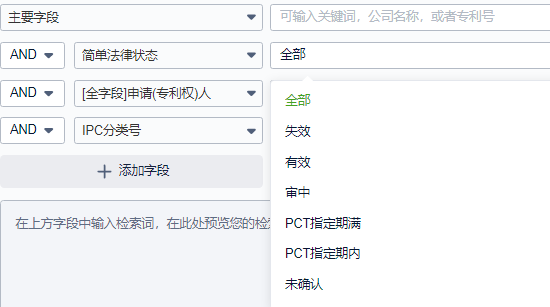 主要字段 可输入关键词，公司名称，或者专利号
AND 简单法律状态 全部
AND [全字段]申请(专利权)人 全部
AND IPC分类号 失效
添加字段 有效
审中
在上方字段中输入检索词，在此处预览您的检索 PCT指定期满
PCT指定期内
未确认